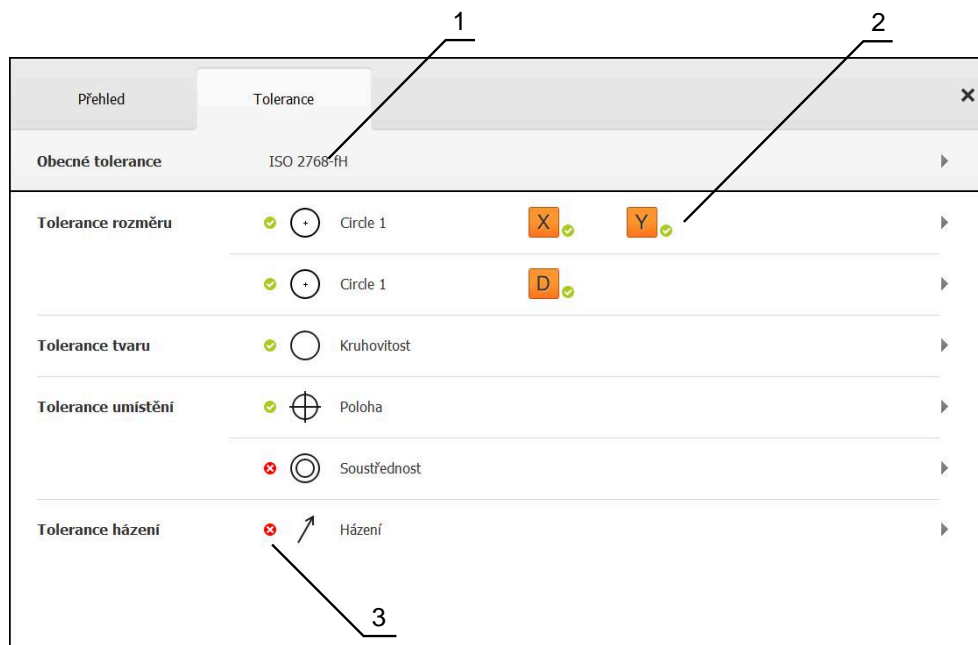 1
2
Přehled
Tolerance
Obecné tolerance ISO 2768-fH
Tolerance rozměru Circle 1 X Y
Circle 1 D
Tolerance tvaru Kruhovitost
Tolerance umístění Poloha
Soustřednost
Tolerance házení Házení
3